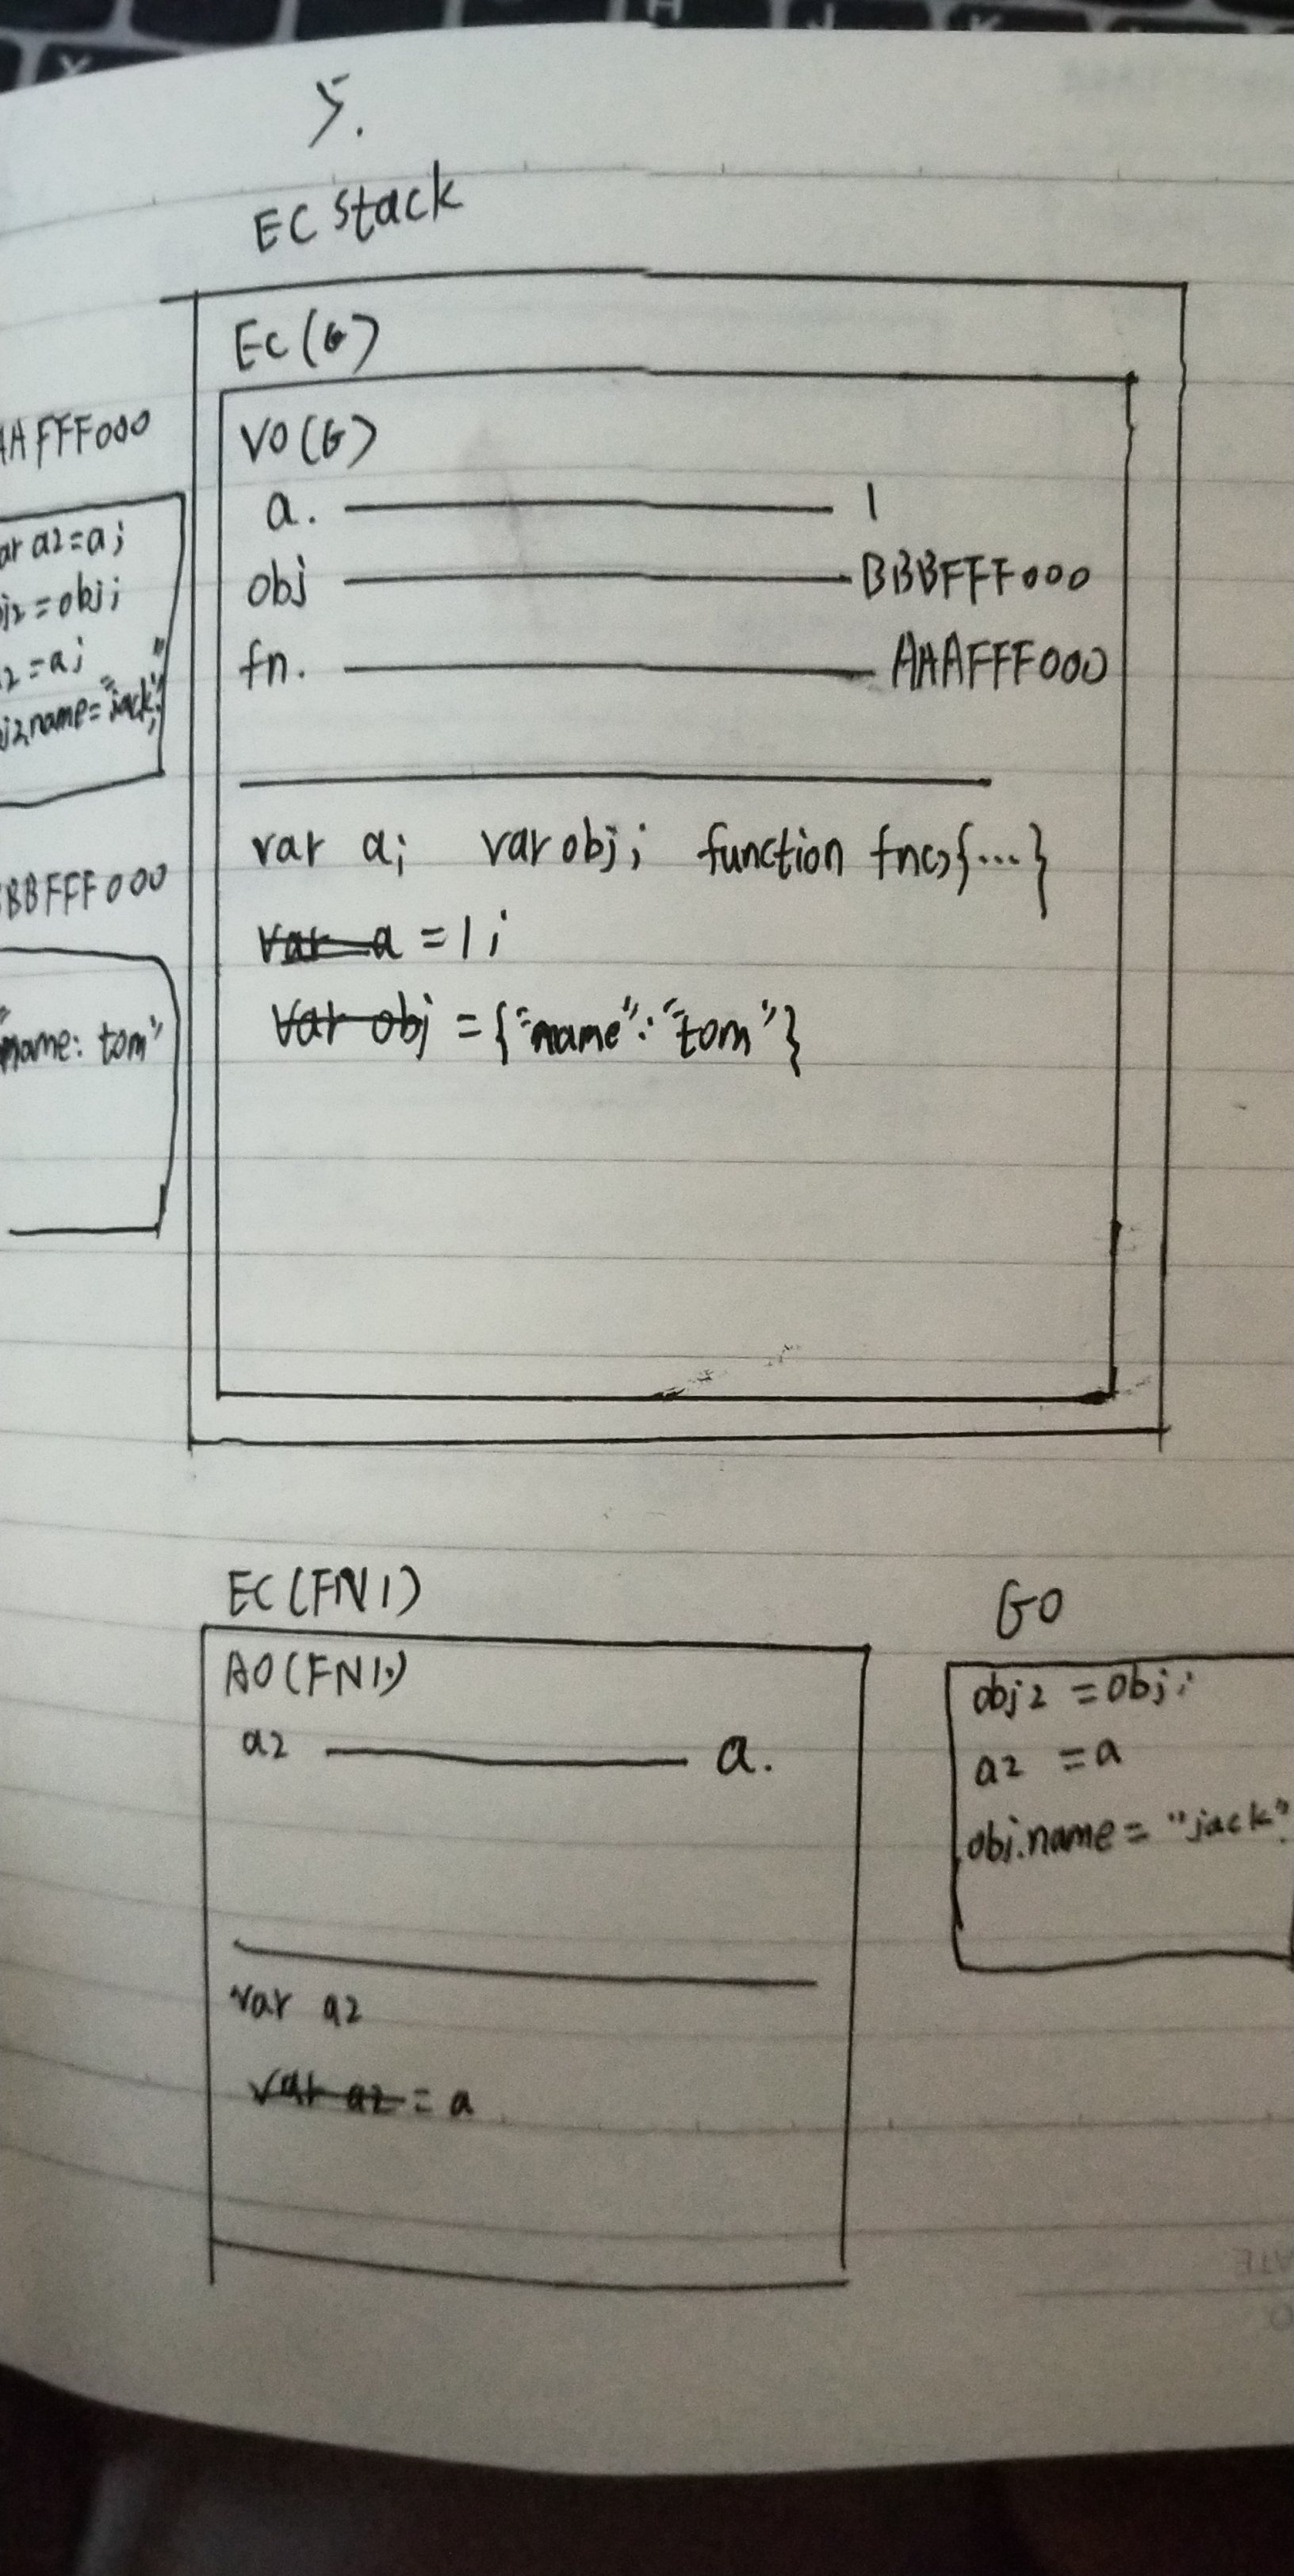 5.
EC stack
EC(G)
AAFFF000
VO(G)
a. 1
ar a2=a;
obj BBBFFF000
j2=obj;
2=a;
fn. AAAFFF000
j2,name="jack";
var a; var obj; function fn(){...}
BBFFF000
var a =1;
var obj ={"name":"tom"}
name: tom"
EC(FN1)
GO
AO(FN1.)
obj2 =obj;
a2 a.
a2 =a
obj.name= "jack"
var a2
var a2 = a